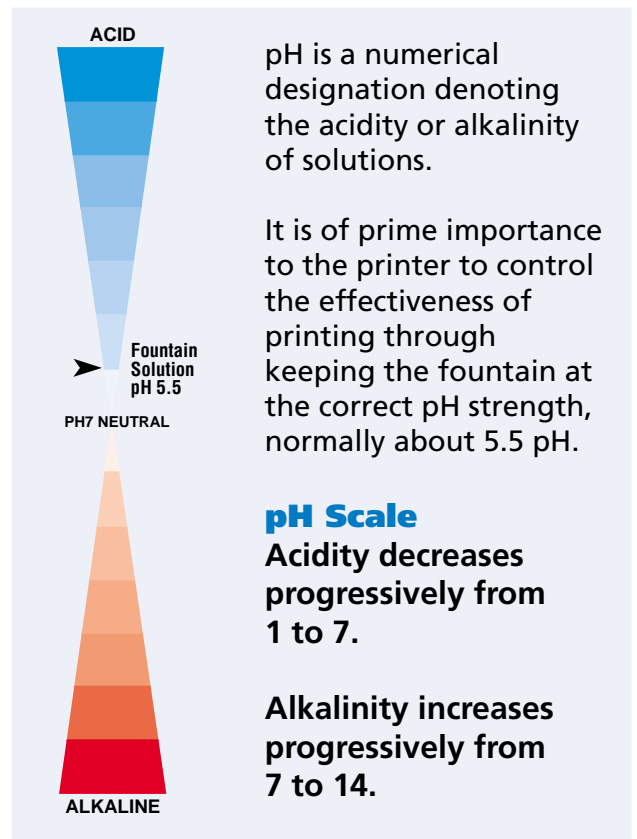 ACID
Fountain
Solution
pH 5.5
PH7 NEUTRAL
ALKALINE
pH is a numerical
designation denoting
the acidity or alkalinity
of solutions.
It is of prime importance
to the printer to control
the effectiveness of
printing through
keeping the fountain at
the correct pH strength,
normally about 5.5 pH.
pH Scale
Acidity decreases
progressively from
1 to 7.
Alkalinity increases
progressively from
7 to 14.